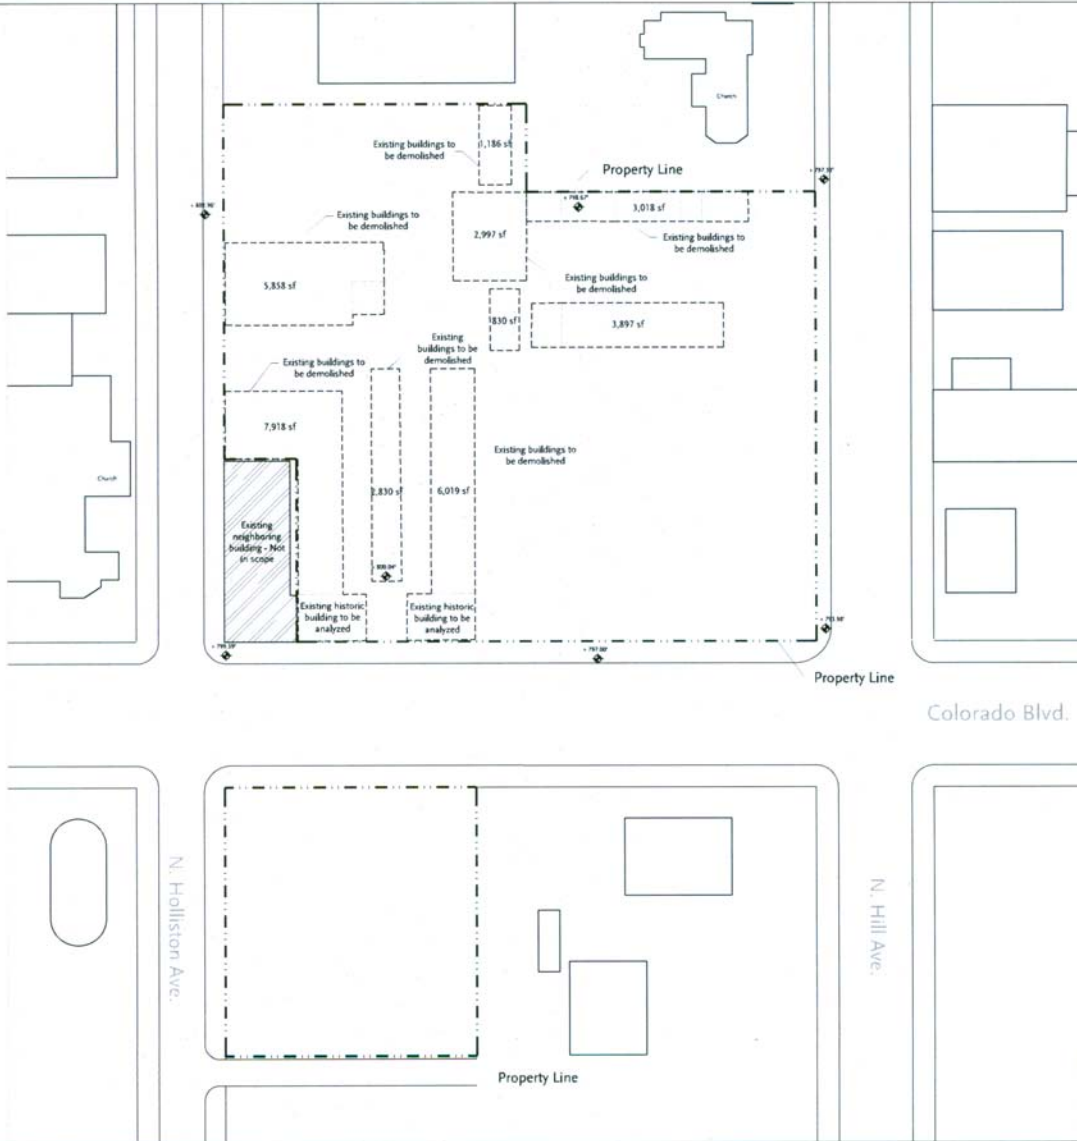 Church
Existing buildings to
be demolished
1,186 sf
Property Line
+ 798.67'
3,018 sf
Existing buildings to
be demolished
2,997 sf
Existing buildings to
be demolished
Existing buildings to
be demolished
5,858 sf
830 sf
3,897 sf
Existing
buildings to be
demolished
Existing buildings to
be demolished
7,918 sf
Existing buildings to
be demolished
Church
2,830 sf
6,019 sf
Existing
neighboring
building - Not
in scope
Existing historic
building to be
analyzed
Existing historic
building to be
analyzed
Property Line
Colorado Blvd.
N. Holliston Ave.
N. Hill Ave.
Property Line